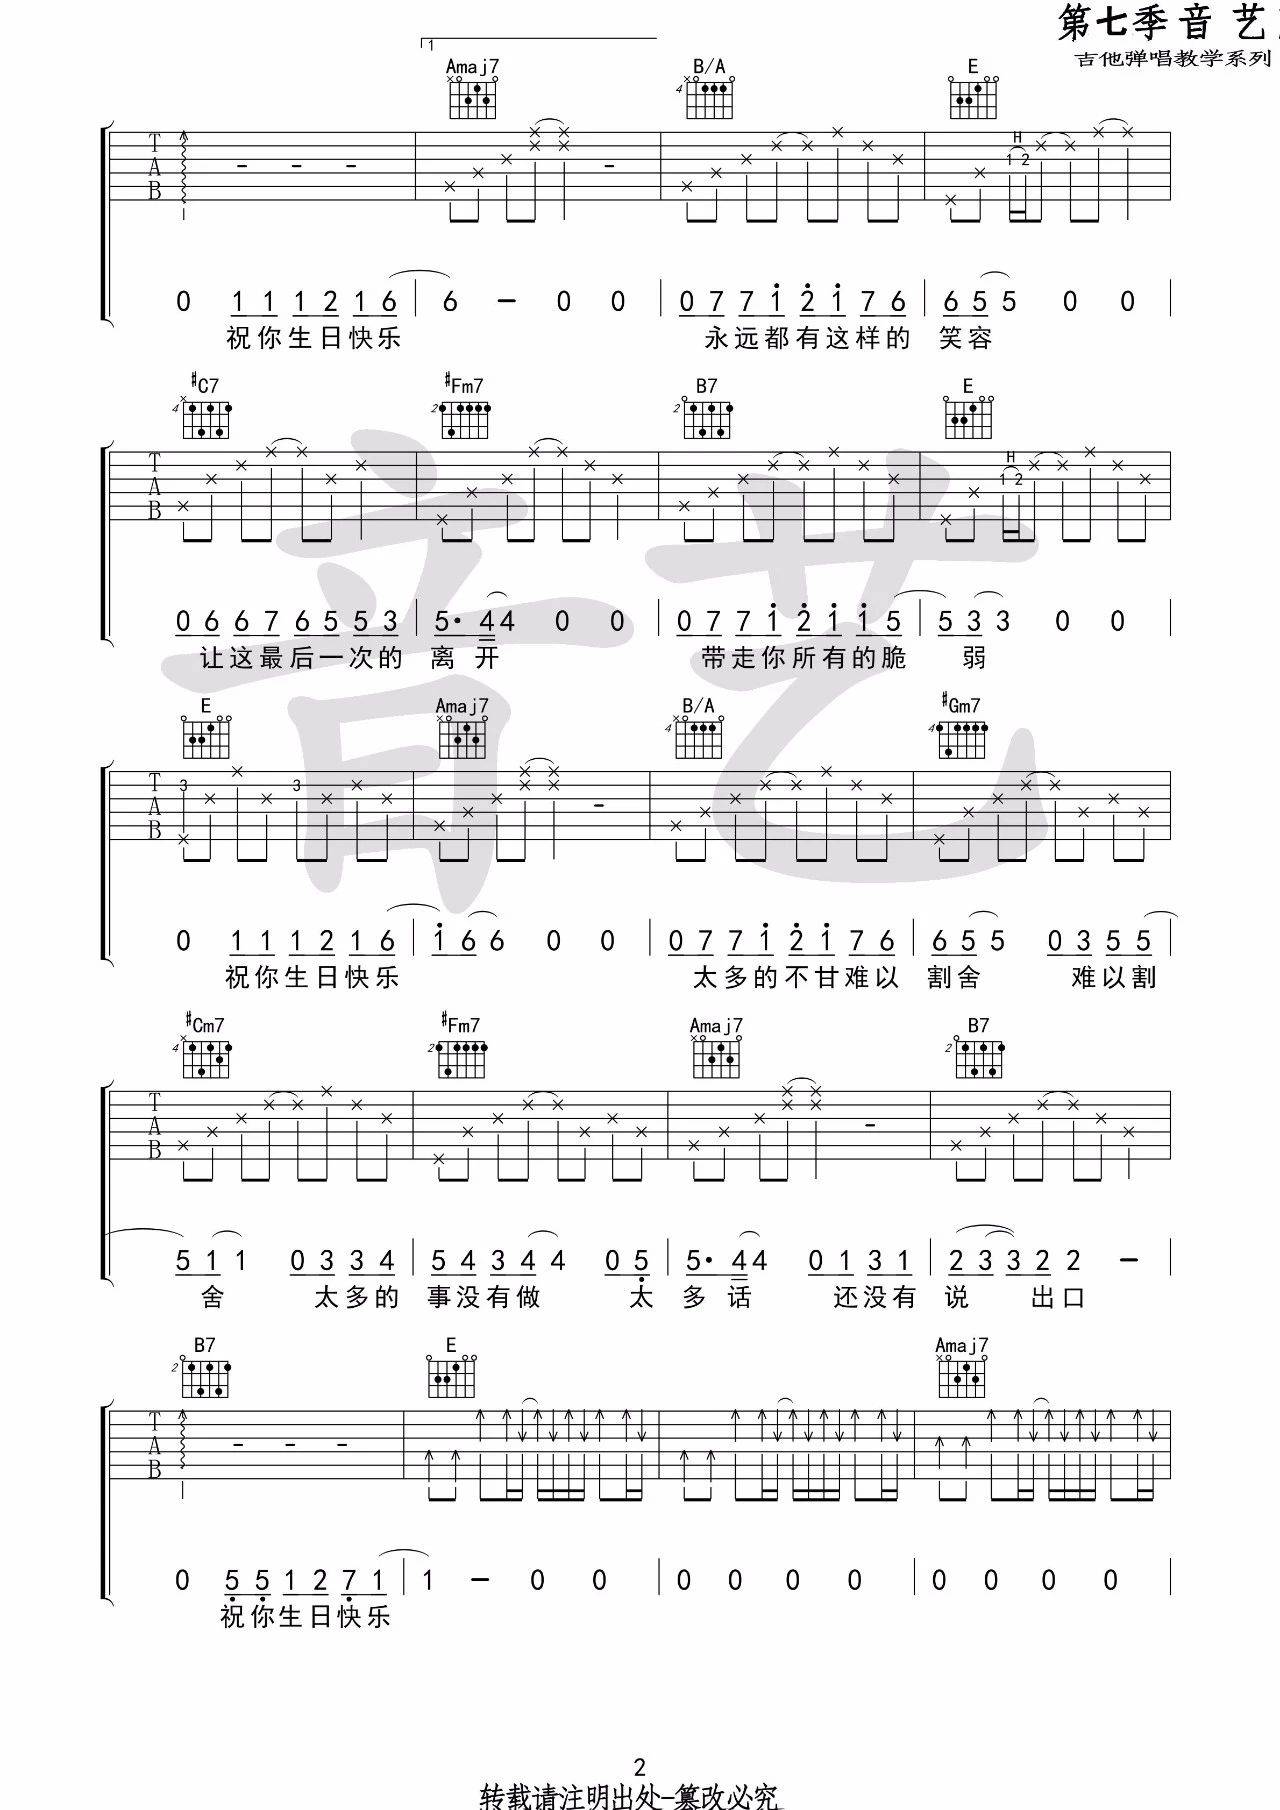 第七季音艺
吉他弹唱教学系列
1
Amaj7 B/A E
4
T
A
B
H
1 2
0 1 1 1 2 1 6 6 - 0 0 0 7 7 1 2 1 7 6 6 5 5 0 0
祝你生日快乐 永远都有这样的 笑容
#C7 #Fm7 B7 E
4 2 2
T
A
B
H
1 2
0 6 6 7 6 5 5 3 5· 4 4 0 0 0 7 7 1 2 1 1 5 5 3 3 0 0
让这最后一次的 离开 带走你所有的脆 弱
E Amaj7 B/A #Gm7
4 4
T
A
B
3 3
0 1 1 1 2 1 6 1 6 6 0 0 0 7 7 1 2 1 7 6 6 5 5 0 3 5 5
祝你生日快乐 太多的不甘难以 割舍 难以割
#Cm7 #Fm7 Amaj7 B7
4 2 2
T
A
B
5 1 1 0 3 3 4 5 4 3 4 4 0 5 5· 4 4 0 1 3 1 2 3 3 2 2 -
舍 太多的 事没有做 太 多话 还没有 说 出口
B7 E Amaj7
2
T
A
B
0 5 5 1 2 7 1 1 - 0 0 0 0 0 0 0 0 0 0
祝你生日快乐
2
转载请注明出处-篡改必究
音艺